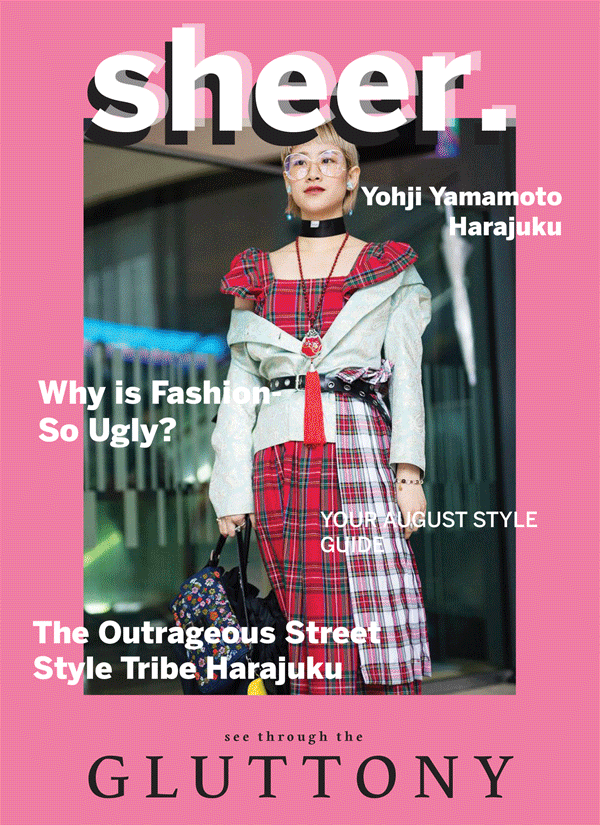 sheer.
Yohji Yamamoto
Harajuku
Why is Fashion-
So Ugly?
YOUR AUGUST STYLE
GUIDE
The Outrageous Street
Style Tribe Harajuku
see through the
GLUTTONY